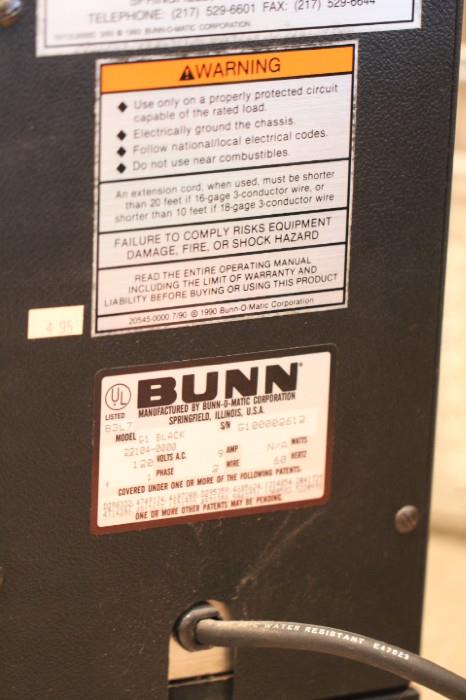 TELEPHONE: (217) 529-6601 FAX: (217) 529-6644
© 1990 BUNN-O-MATIC CORPORATION
WARNING
Use only on a properly protected circuit
capable of the rated load.
Electrically ground the chassis.
Follow national/local electrical codes.
Do not use near combustibles.
An extension cord, when used, must be shorter
than 20 feet if 16-gage 3-conductor wire, or
shorter than 10 feet if 18-gage 3-conductor wire
FAILURE TO COMPLY RISKS EQUIPMENT
DAMAGE, FIRE, OR SHOCK HAZARD
READ THE ENTIRE OPERATING MANUAL
INCLUDING THE LIMIT OF WARRANTY AND
LIABILITY BEFORE BUYING OR USING THIS PRODUCT
20545-0000 7/90 © 1990 Bunn-O-Matic Corporation
4.95
UL
LISTED
83L7
BUNN®
MANUFACTURED BY BUNN-O-MATIC CORPORATION
SPRINGFIELD, ILLINOIS, U.S.A.
MODEL G1 BLACK S/N G100002612
22104-0000
120 VOLTS A.C. 9 AMP N/A WATTS
1 PHASE 2 WIRE 60 HERTZ
COVERED UNDER ONE OR MORE OF THE FOLLOWING PATENTS.
ONE OR MORE OTHER PATENTS MAY BE PENDING.
WATER RESISTANT E47529